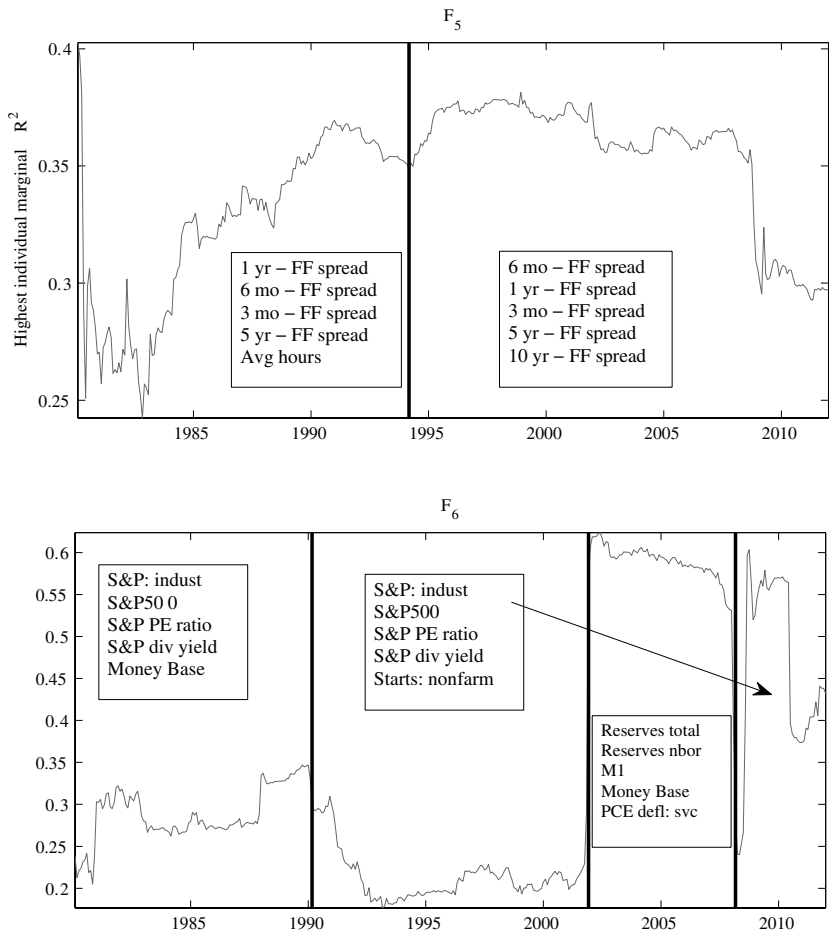 F5
0.4
0.35
0.3
0.25
Highest individual marginal R2
1 yr − FF spread
6 mo − FF spread
3 mo − FF spread
5 yr − FF spread
Avg hours
6 mo − FF spread
1 yr − FF spread
3 mo − FF spread
5 yr − FF spread
10 yr − FF spread
1985
1990
1995
2000
2005
2010
F6
0.6
0.55
0.5
0.45
0.4
0.35
0.3
0.25
0.2
S&P: indust
S&P50 0
S&P PE ratio
S&P div yield
Money Base
S&P: indust
S&P500
S&P PE ratio
S&P div yield
Starts: nonfarm
Reserves total
Reserves nbor
M1
Money Base
PCE defl: svc
1985
1990
1995
2000
2005
2010